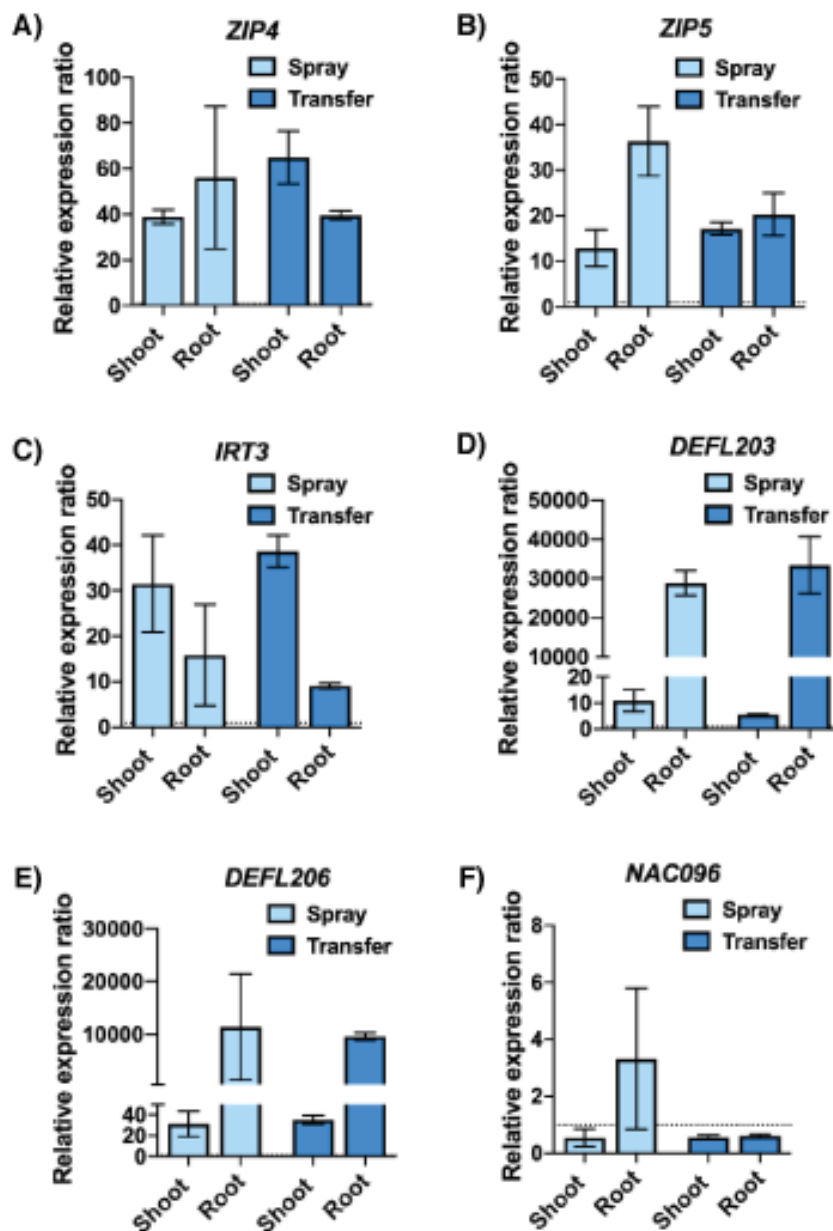 A)
ZIP4
Spray
Transfer
Relative expression ratio
100
80
60
40
20
0
Shoot
Root
Shoot
Root
B)
ZIP5
Spray
Transfer
Relative expression ratio
50
40
30
20
10
0
Shoot
Root
Shoot
Root
C)
IRT3
Spray
Transfer
Relative expression ratio
50
40
30
20
10
0
Shoot
Root
Shoot
Root
D)
DEFL203
Spray
Transfer
Relative expression ratio
50000
40000
30000
20000
10000
20
10
0
Shoot
Root
Shoot
Root
E)
DEFL206
Spray
Transfer
Relative expression ratio
30000
20000
10000
40
20
0
Shoot
Root
Shoot
Root
F)
NAC096
Spray
Transfer
Relative expression ratio
8
6
4
2
0
Shoot
Root
Shoot
Root